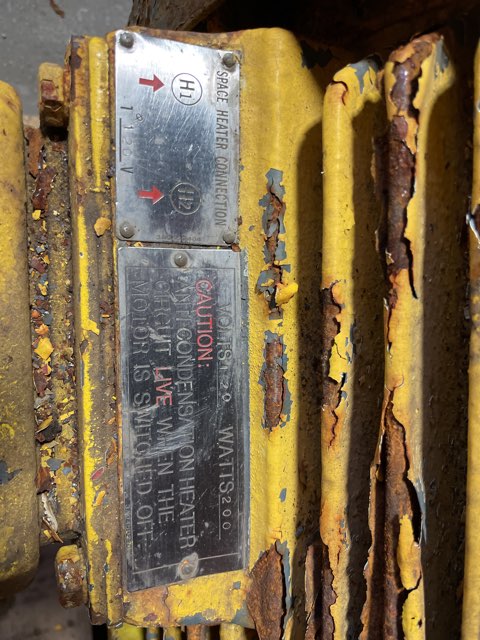 SPACE HEATER CONNECTION
H1 H2
VOLTS 120 WATTS 200
CAUTION:
ANTI CONDENSATION HEATER
CIRCUIT LIVE WHEN THE
MOTOR IS SWITCHED OFF.